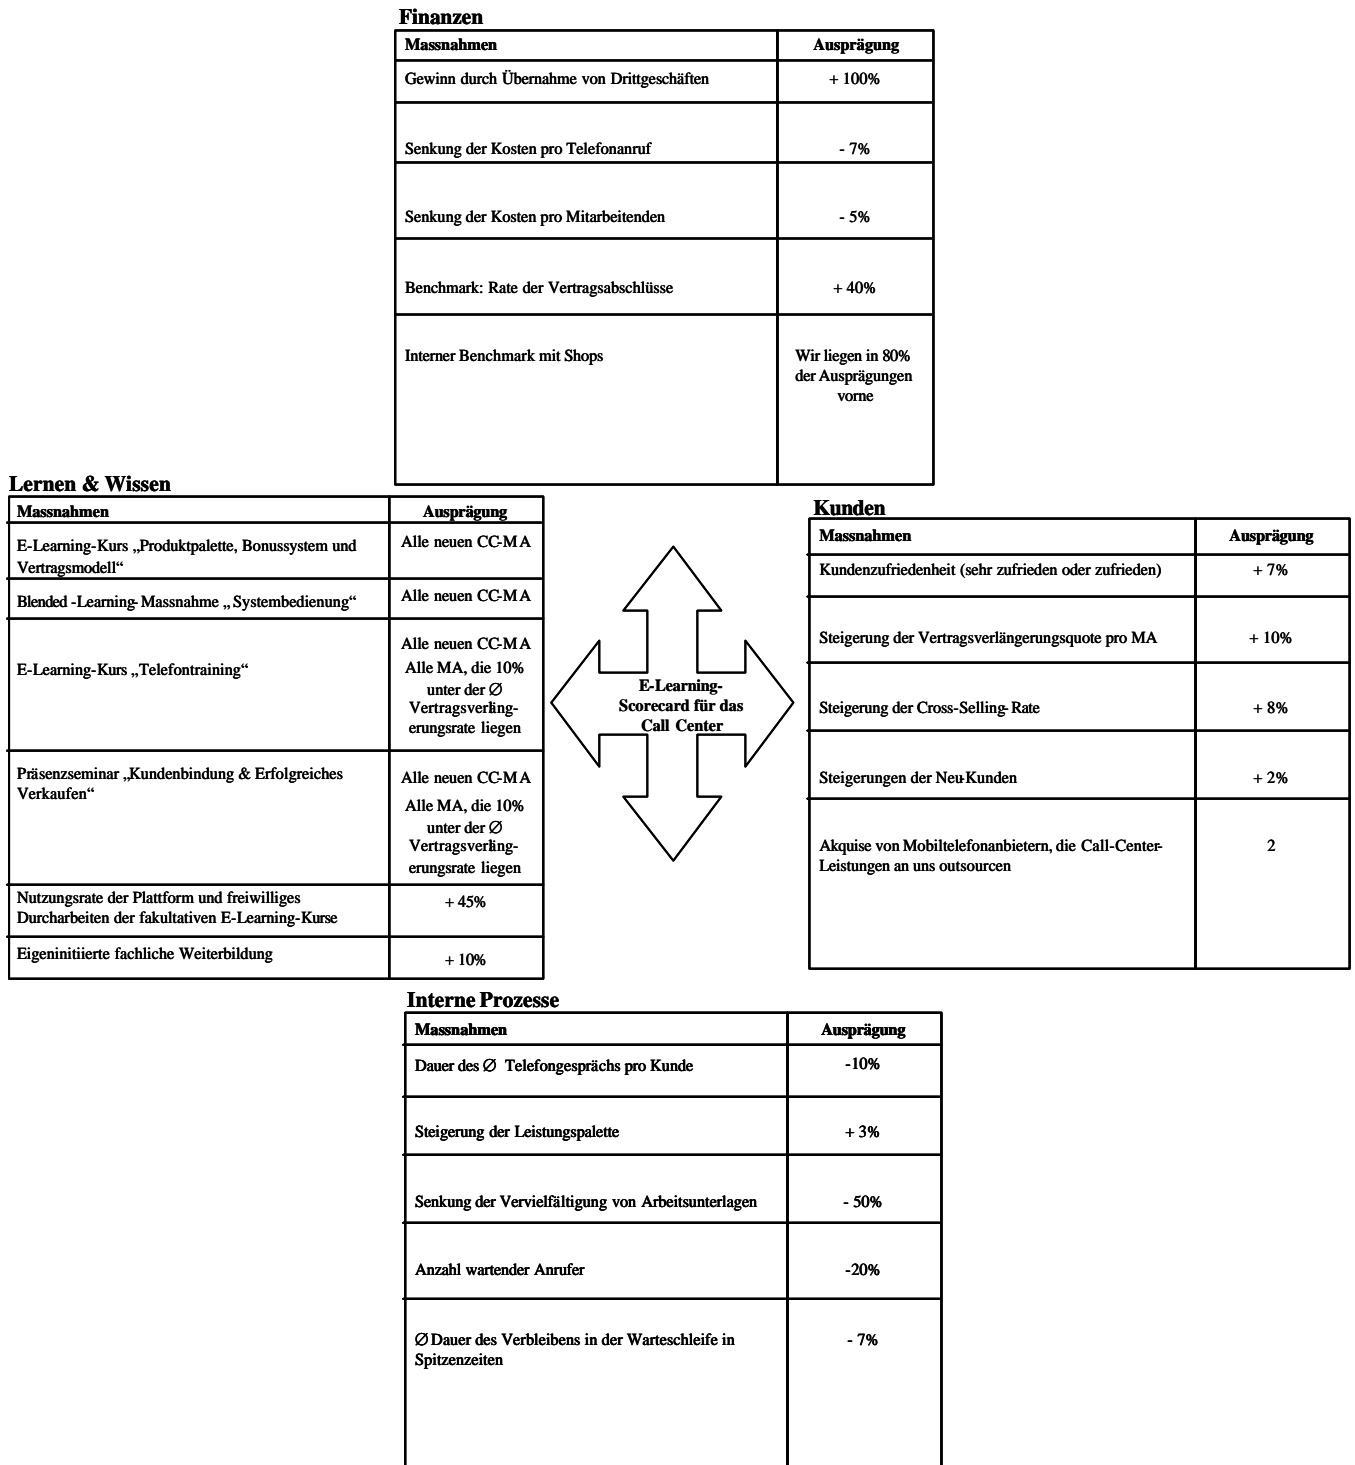 Finanzen
Massnahmen Ausprägung
Gewinn durch Übernahme von Drittgeschäften + 100%
Senkung der Kosten pro Telefonanruf - 7%
Senkung der Kosten pro Mitarbeitenden - 5%
Benchmark: Rate der Vertragsabschlüsse + 40%
Interner Benchmark mit Shops Wir liegen in 80%
der Ausprägungen
vorne
Lernen & Wissen
Massnahmen Ausprägung
E-Learning-Kurs „Produktpalette, Bonussystem und Alle neuen CC-MA
Vertragsmodell“
Blended -Learning- Massnahme „Systembedienung“ Alle neuen CC-MA
Alle neuen CC-MA
E-Learning-Kurs „Telefontraining“ Alle MA, die 10%
unter der Ø
Vertragsverläng-
erungsrate liegen
Präsenzseminar „Kundenbindung & Erfolgreiches Alle neuen CC-MA
Verkaufen“
Alle MA, die 10%
unter der Ø
Vertragsverläng-
erungsrate liegen
Nutzungsrate der Plattform und freiwilliges + 45%
Durcharbeiten der fakultativen E-Learning-Kurse
Eigeninitiierte fachliche Weiterbildung + 10%
E-Learning-
Scorecard für das
Call Center
Kunden
Massnahmen Ausprägung
Kundenzufriedenheit (sehr zufrieden oder zufrieden) + 7%
Steigerung der Vertragsverlängerungsquote pro MA + 10%
Steigerung der Cross-Selling-Rate + 8%
Steigerungen der Neu-Kunden + 2%
Akquise von Mobiltelefonanbietern, die Call-Center- 2
Leistungen an uns outsourcen
Interne Prozesse
Massnahmen Ausprägung
Dauer des Ø Telefongesprächs pro Kunde -10%
Steigerung der Leistungspalette + 3%
Senkung der Vervielfältigung von Arbeitsunterlagen - 50%
Anzahl wartender Anrufer -20%
Ø Dauer des Verbleibens in der Warteschleife in - 7%
Spitzenzeiten